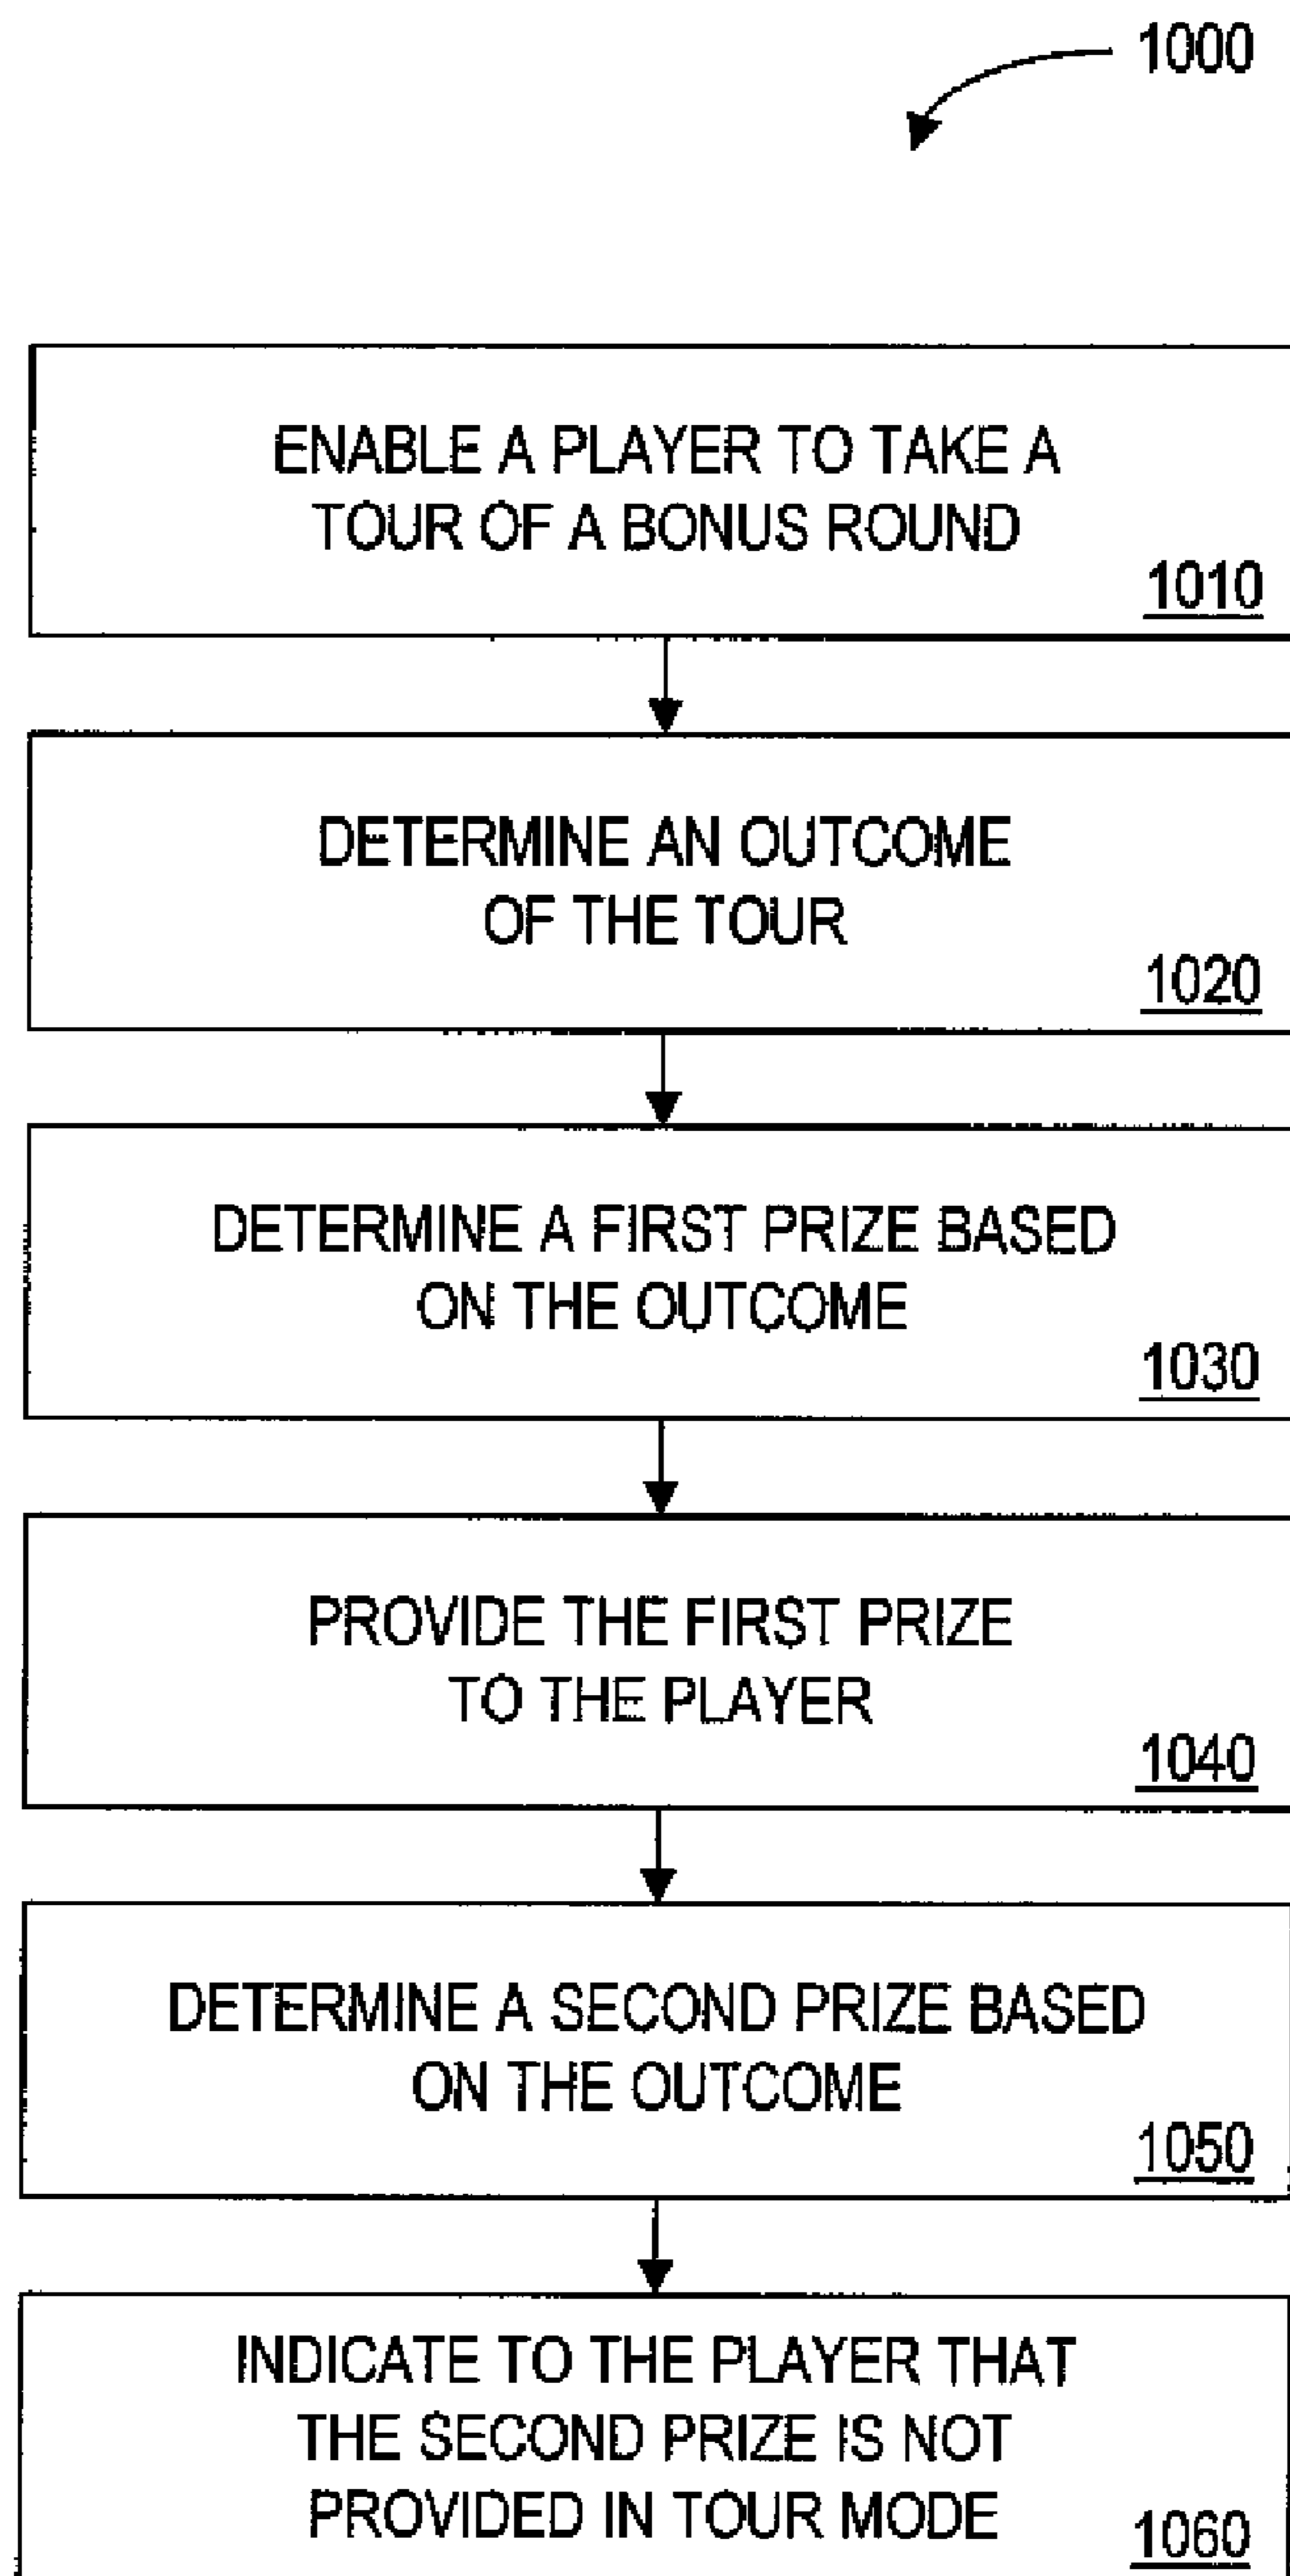 1000
ENABLE A PLAYER TO TAKE A
TOUR OF A BONUS ROUND
1010
DETERMINE AN OUTCOME
OF THE TOUR
1020
DETERMINE A FIRST PRIZE BASED
ON THE OUTCOME
1030
PROVIDE THE FIRST PRIZE
TO THE PLAYER
1040
DETERMINE A SECOND PRIZE BASED
ON THE OUTCOME
1050
INDICATE TO THE PLAYER THAT
THE SECOND PRIZE IS NOT
PROVIDED IN TOUR MODE
1060